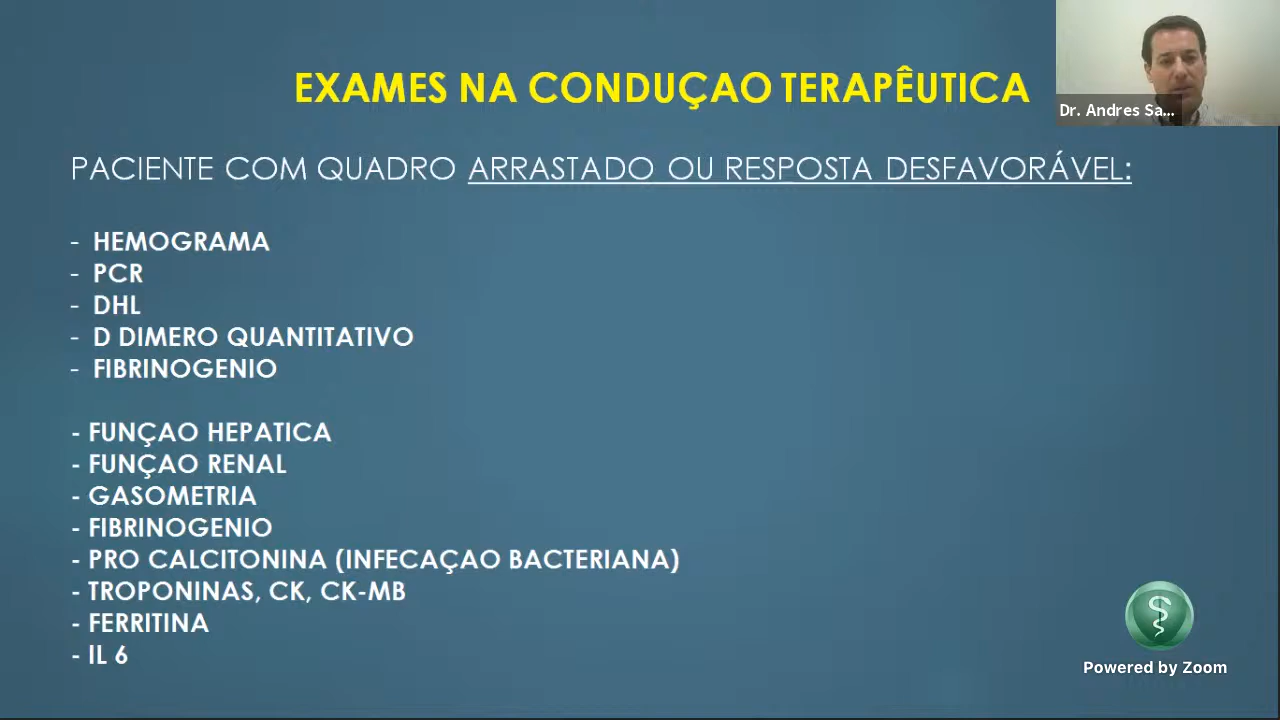 EXAMES NA CONDUÇAO TERAPÊUTICA
Dr. Andres Sa...
PACIENTE COM QUADRO ARRASTADO OU RESPOSTA DESFAVORÁVEL:
- HEMOGRAMA
- PCR
- DHL
- D DIMERO QUANTITATIVO
- FIBRINOGENIO
- FUNÇAO HEPATICA
- FUNÇAO RENAL
- GASOMETRIA
- FIBRINOGENIO
- PRO CALCITONINA (INFECAÇAO BACTERIANA)
- TROPONINAS, CK, CK-MB
- FERRITINA
- IL 6
Powered by Zoom